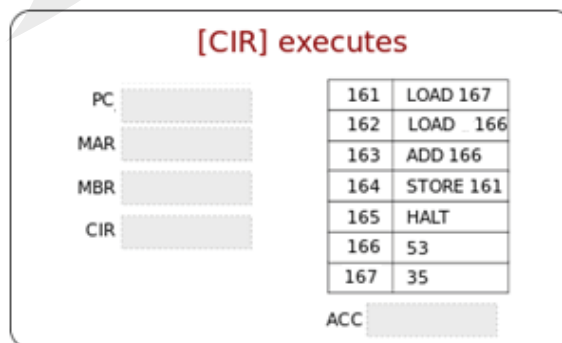 [CIR] executes
PC
MAR
MBR
CIR
161 LOAD 167
162 LOAD 166
163 ADD 166
164 STORE 161
165 HALT
166 53
167 35
ACC